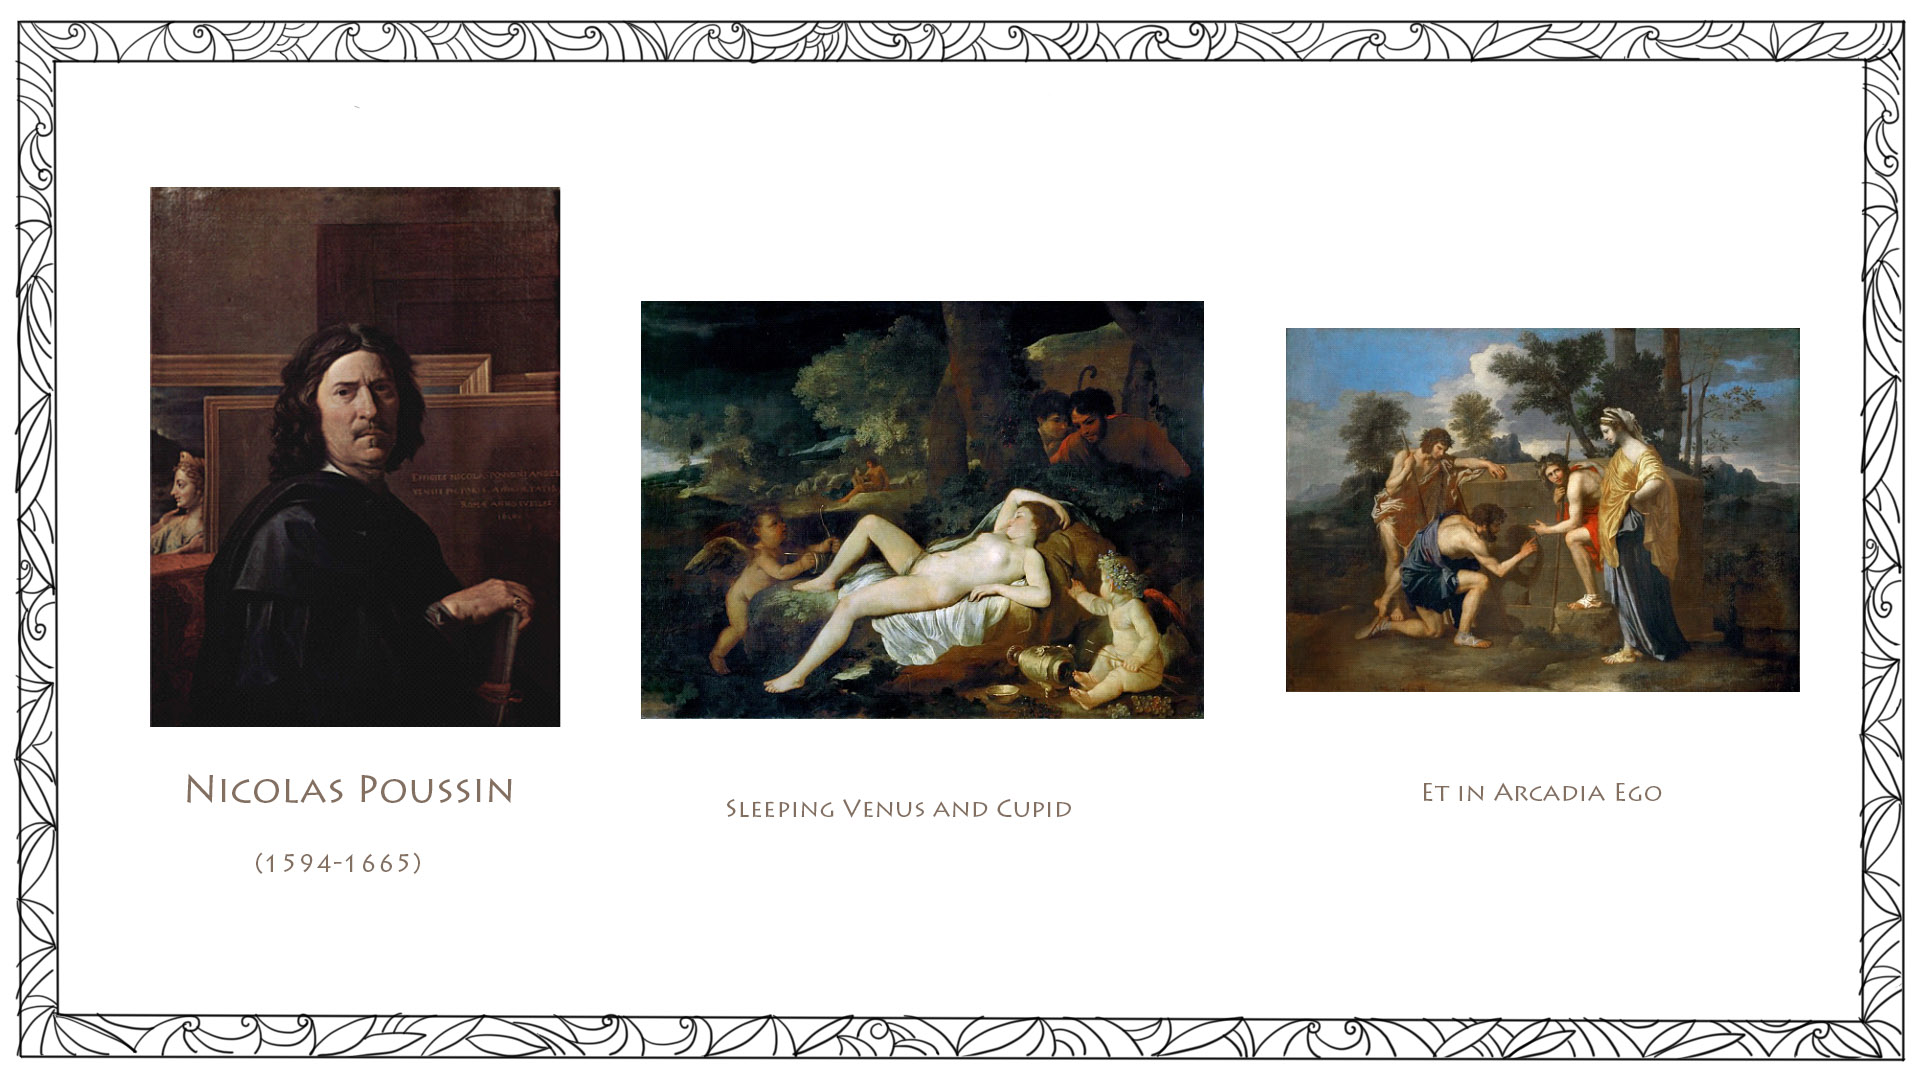 Nicolas Poussin
(1594-1665)
Sleeping Venus and Cupid
Et in Arcadia Ego